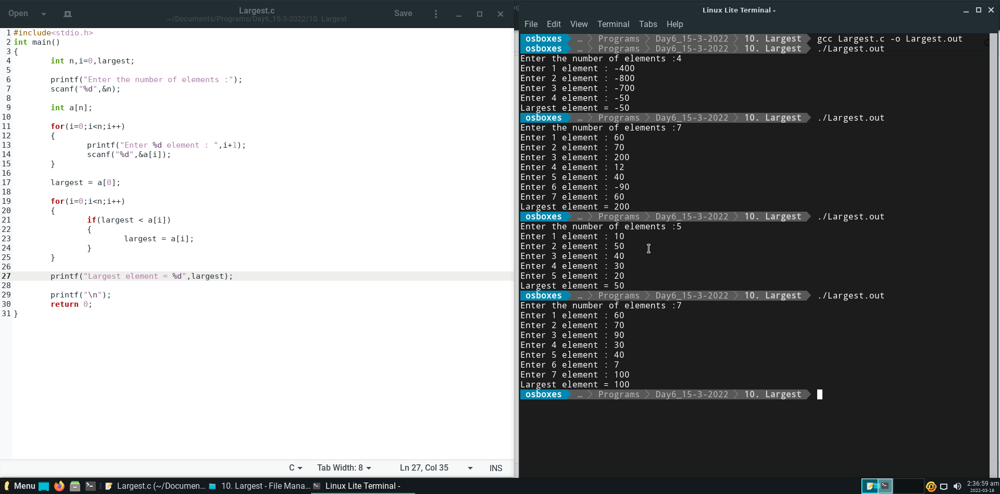 Open
Largest.c
~/Documents/Programs/Day6_15-3-2022/10. Largest
Save
1 #include<stdio.h>
2 int main()
3 {
4 int n,i=0,largest;
5
6 printf("Enter the number of elements :");
7 scanf("%d",&n);
8
9 int a[n];
10
11 for(i=0;i<n;i++)
12 {
13 printf("Enter %d element : ",i+1);
14 scanf("%d",&a[i]);
15 }
16
17 largest = a[0];
18
19 for(i=0;i<n;i++)
20 {
21 if(largest < a[i])
22 {
23 largest = a[i];
24 }
25 }
26
27 printf("Largest element = %d",largest);
28
29 printf("\n");
30 return 0;
31 }
C Tab Width: 8 Ln 27, Col 35 INS
Linux Lite Terminal -
File Edit View Terminal Tabs Help
osboxes … Programs Day6_15-3-2022 10. Largest gcc Largest.c -o Largest.out
osboxes … Programs Day6_15-3-2022 10. Largest ./Largest.out
Enter the number of elements :4
Enter 1 element : -400
Enter 2 element : -800
Enter 3 element : -700
Enter 4 element : -50
Largest element = -50
osboxes … Programs Day6_15-3-2022 10. Largest ./Largest.out
Enter the number of elements :7
Enter 1 element : 60
Enter 2 element : 70
Enter 3 element : 200
Enter 4 element : 12
Enter 5 element : 40
Enter 6 element : -90
Enter 7 element : 60
Largest element = 200
osboxes … Programs Day6_15-3-2022 10. Largest ./Largest.out
Enter the number of elements :5
Enter 1 element : 10
Enter 2 element : 50
Enter 3 element : 40
Enter 4 element : 30
Enter 5 element : 20
Largest element = 50
osboxes … Programs Day6_15-3-2022 10. Largest ./Largest.out
Enter the number of elements :7
Enter 1 element : 60
Enter 2 element : 70
Enter 3 element : 90
Enter 4 element : 30
Enter 5 element : 40
Enter 6 element : 7
Enter 7 element : 100
Largest element = 100
osboxes … Programs Day6_15-3-2022 10. Largest
Menu Largest.c (~/Documen... 10. Largest - File Mana... Linux Lite Terminal - 2:36:59 am
2022-03-18